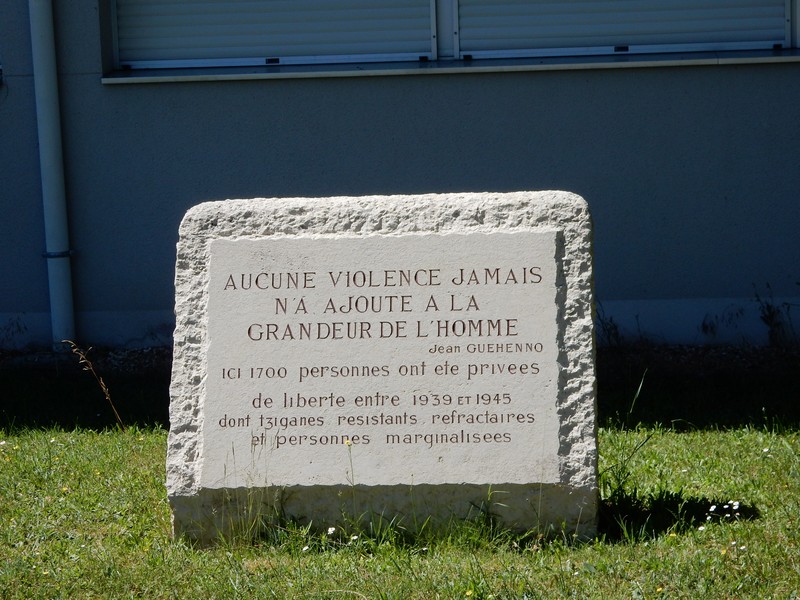 AUCUNE VIOLENCE JAMAIS
N'A AJOUTE A LA
GRANDEUR DE L'HOMME
Jean GUEHENNO
ICI 1700 personnes ont ete privees
de liberte entre 1939 ET 1945
dont tziganes resistants refractaires
et personnes marginalisees